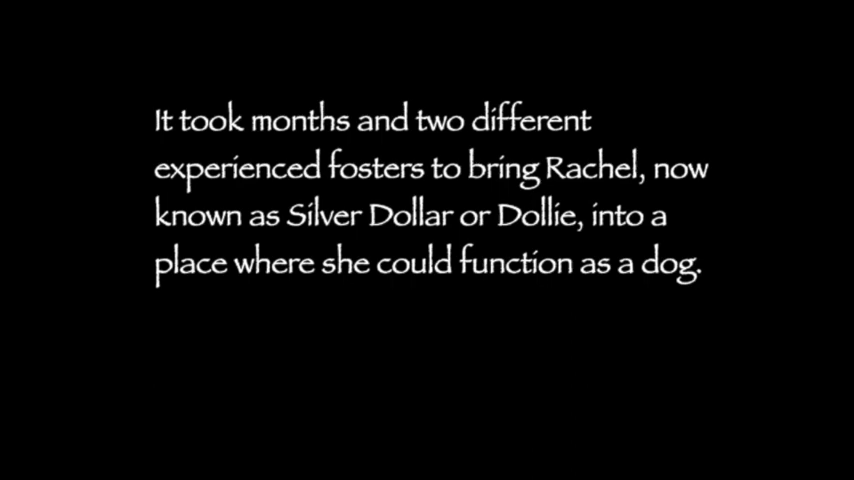 It took months and two different
experienced fosters to bring Rachel, now
known as Silver Dollar or Dollie, into a
place where she could function as a dog.